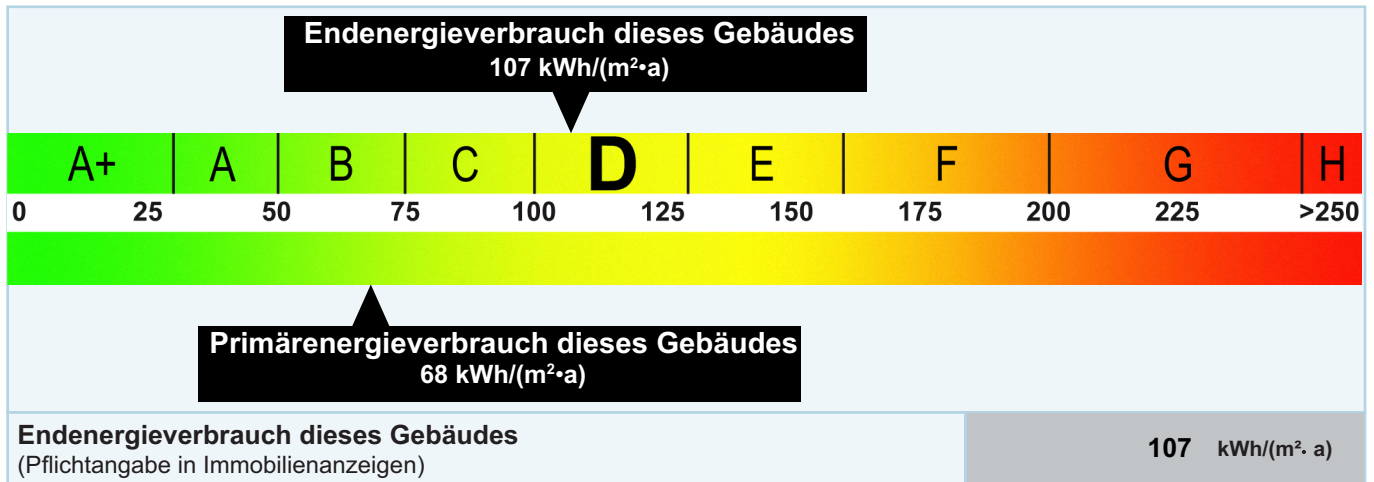 Endenergieverbrauch dieses Gebäudes
107 kWh/(m²•a)
A+ A B C D E F G H
0 25 50 75 100 125 150 175 200 225 >250
Primärenergieverbrauch dieses Gebäudes
68 kWh/(m²•a)
Endenergieverbrauch dieses Gebäudes
(Pflichtangabe in Immobilienanzeigen)
107 kWh/(m²· a)